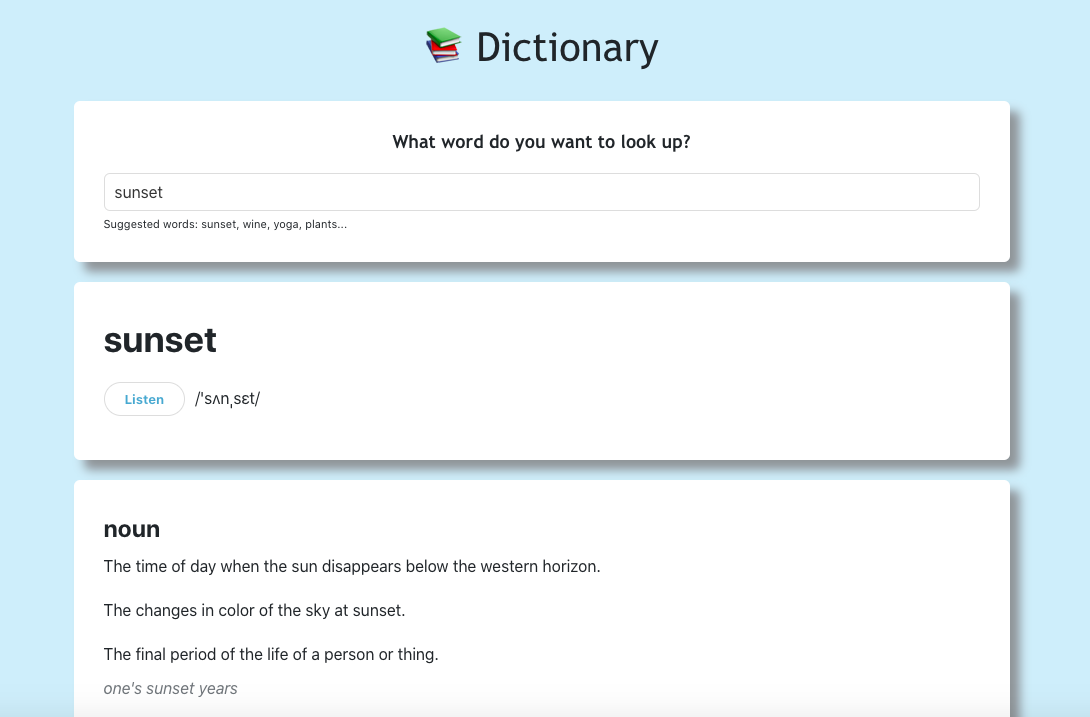 📚 Dictionary
What word do you want to look up?
sunset
Suggested words: sunset, wine, yoga, plants...
sunset
Listen /'sʌnˌsɛt/
noun
The time of day when the sun disappears below the western horizon.
The changes in color of the sky at sunset.
The final period of the life of a person or thing.
one's sunset years